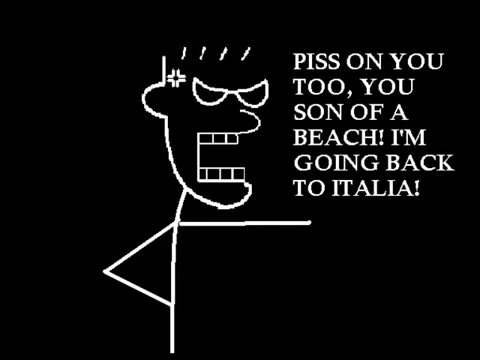 PISS ON YOU
TOO, YOU
SON OF A
BEACH! I'M
GOING BACK
TO ITALIA!